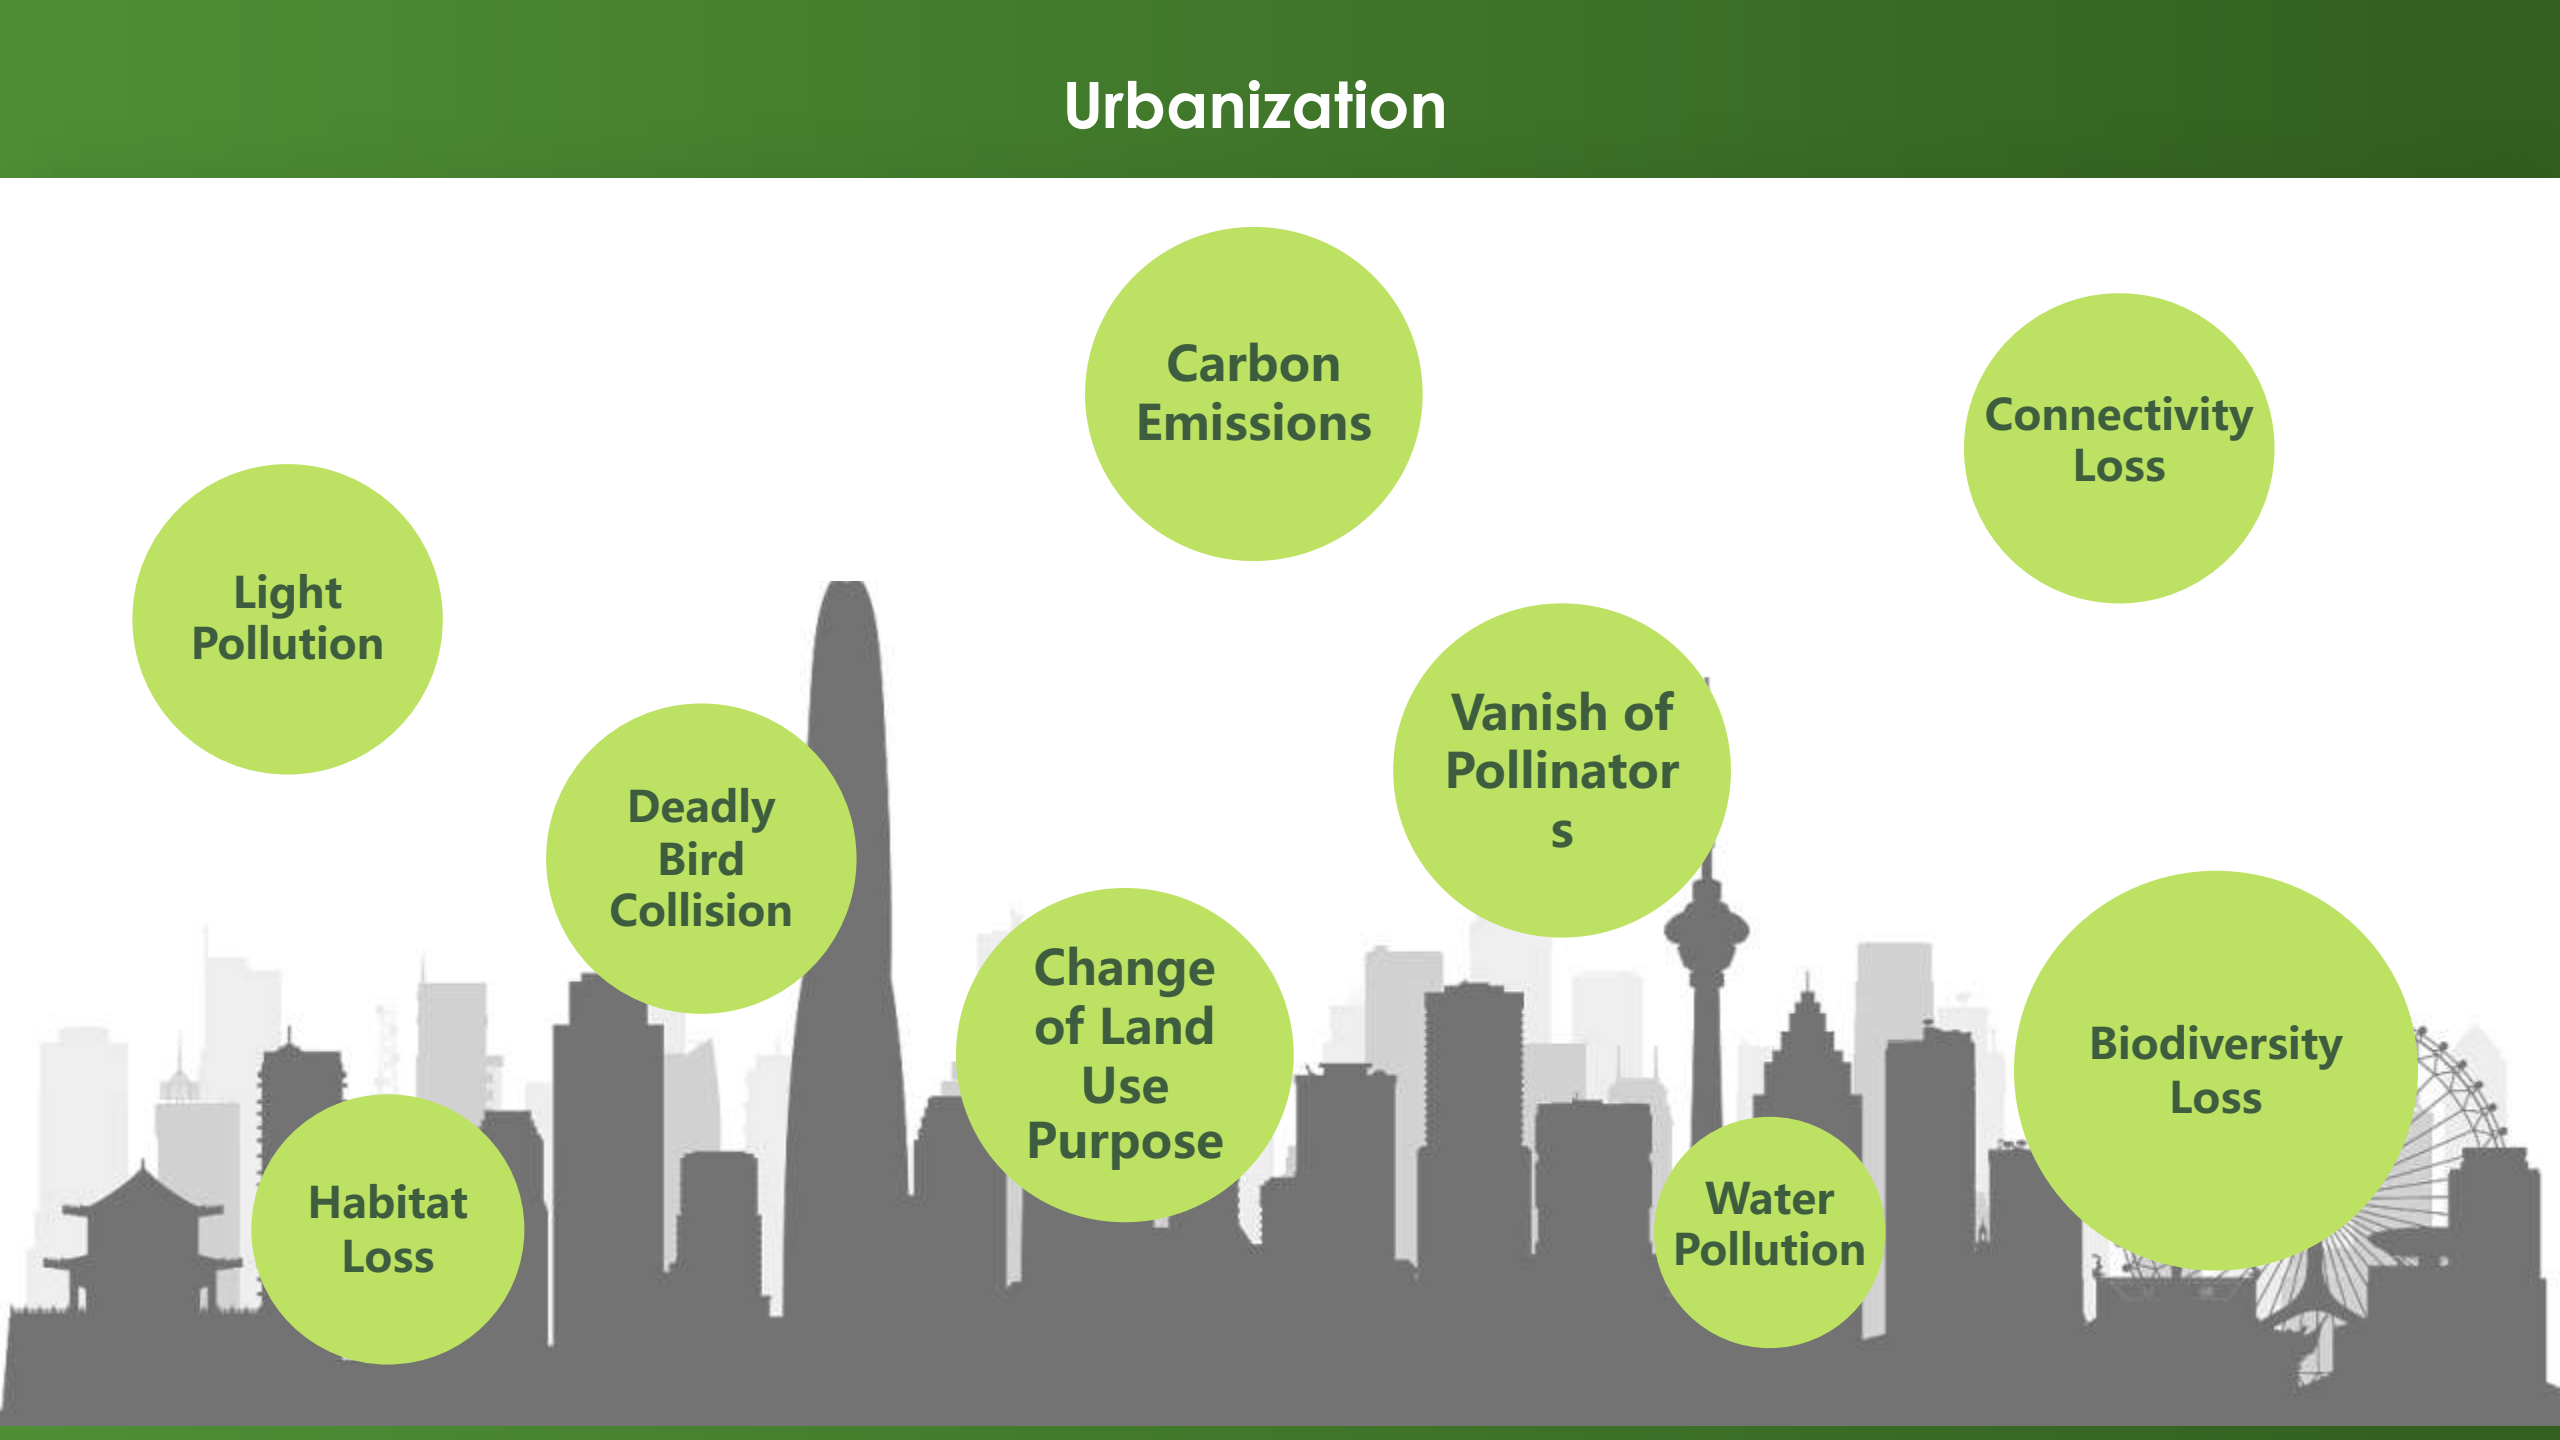 Urbanization
Carbon
Emissions
Connectivity
Loss
Light
Pollution
Vanish of
Pollinator
s
Deadly
Bird
Collision
Change
of Land
Use
Purpose
Biodiversity
Loss
Habitat
Loss
Water
Pollution